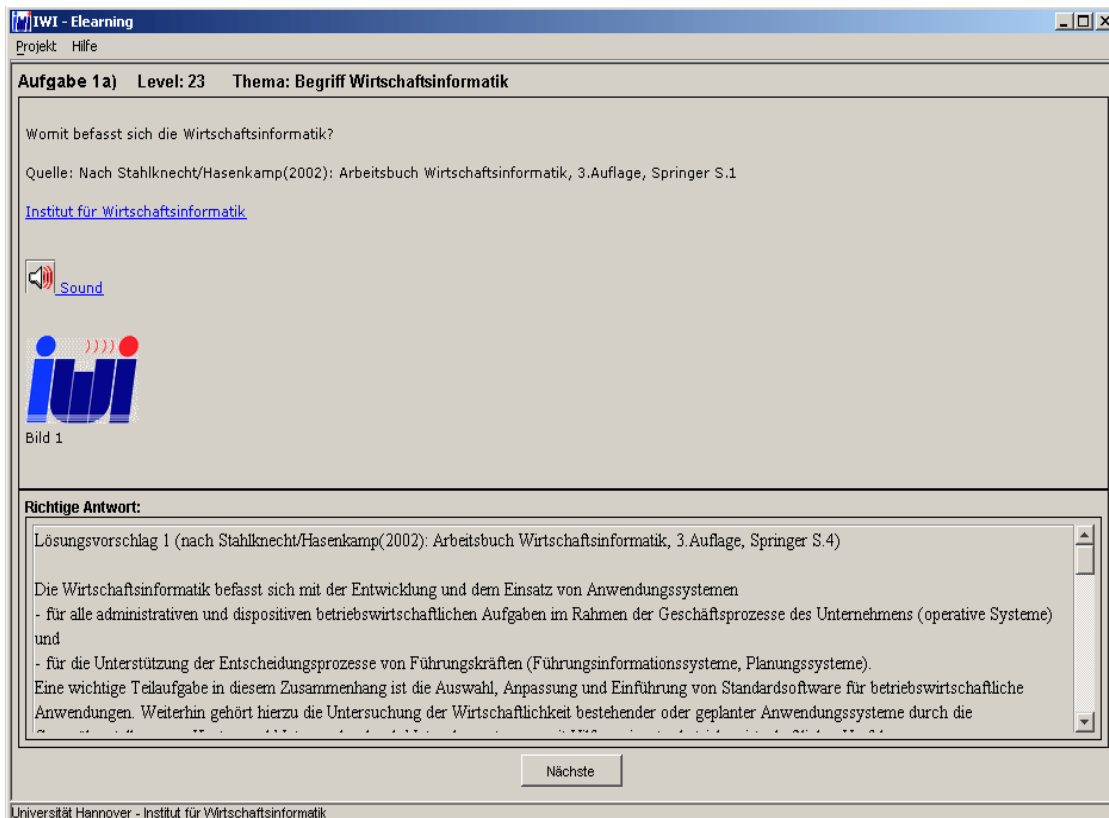 IWI - Elearning
Projekt Hilfe
Aufgabe 1a) Level: 23 Thema: Begriff Wirtschaftsinformatik
Womit befasst sich die Wirtschaftsinformatik?
Quelle: Nach Stahlknecht/Hasenkamp(2002): Arbeitsbuch Wirtschaftsinformatik, 3.Auflage, Springer S.1
Institut für Wirtschaftsinformatik
Sound
iwi
Bild 1
Richtige Antwort:
Lösungsvorschlag 1 (nach Stahlknecht/Hasenkamp(2002): Arbeitsbuch Wirtschaftsinformatik, 3.Auflage, Springer S.4)
Die Wirtschaftsinformatik befasst sich mit der Entwicklung und dem Einsatz von Anwendungssystemen
- für alle administrativen und dispositiven betriebswirtschaftlichen Aufgaben im Rahmen der Geschäftsprozesse des Unternehmens (operative Systeme)
und
- für die Unterstützung der Entscheidungsprozesse von Führungskräften (Führungsinformationssysteme, Planungssysteme).
Eine wichtige Teilaufgabe in diesem Zusammenhang ist die Auswahl, Anpassung und Einführung von Standardsoftware für betriebswirtschaftliche
Anwendungen. Weiterhin gehört hierzu die Untersuchung der Wirtschaftlichkeit bestehender oder geplanter Anwendungssysteme durch die
Nächste
Universität Hannover - Institut für Wirtschaftsinformatik